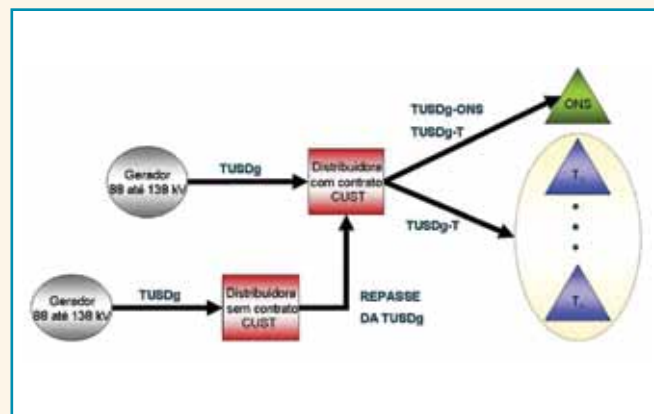 ONS
TUSDg-ONS
TUSDg-T
Gerador
88 até 138 kV
TUSDg
Distribuidora
com contrato
CUST
T₁
TUSDg-T
Gerador
88 até 138 kV
TUSDg
Distribuidora
sem contrato
CUST
REPASSE
DA TUSDg
T